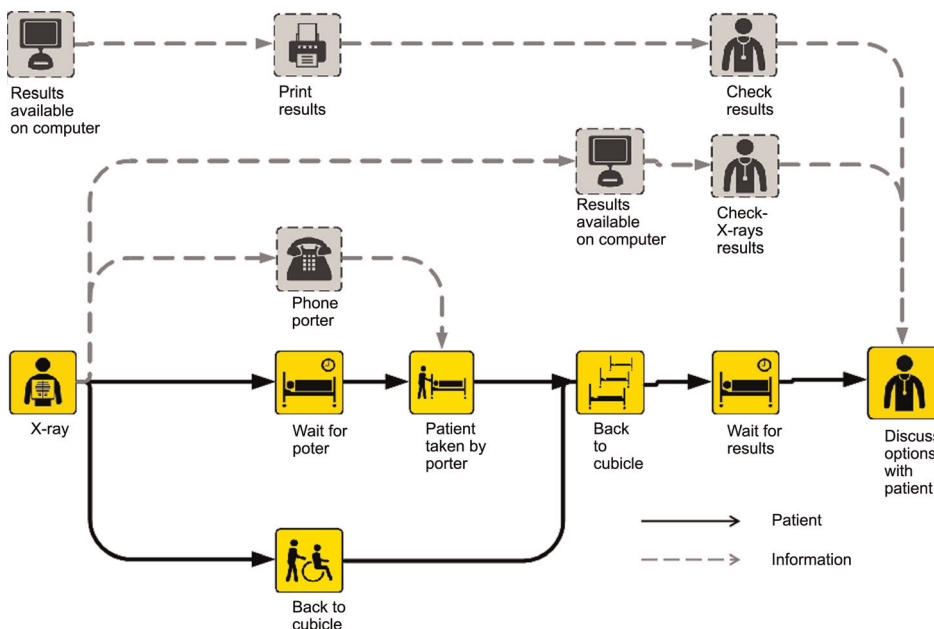 Results
available
on computer
Print
results
Check
results
Results
available
on computer
Check-
X-rays
results
Phone
porter
X-ray
Wait for
poter
Patient
taken by
porter
Back
to
cubicle
Wait for
results
Discuss
options
with
patient
Patient
Information
Back to
cubicle